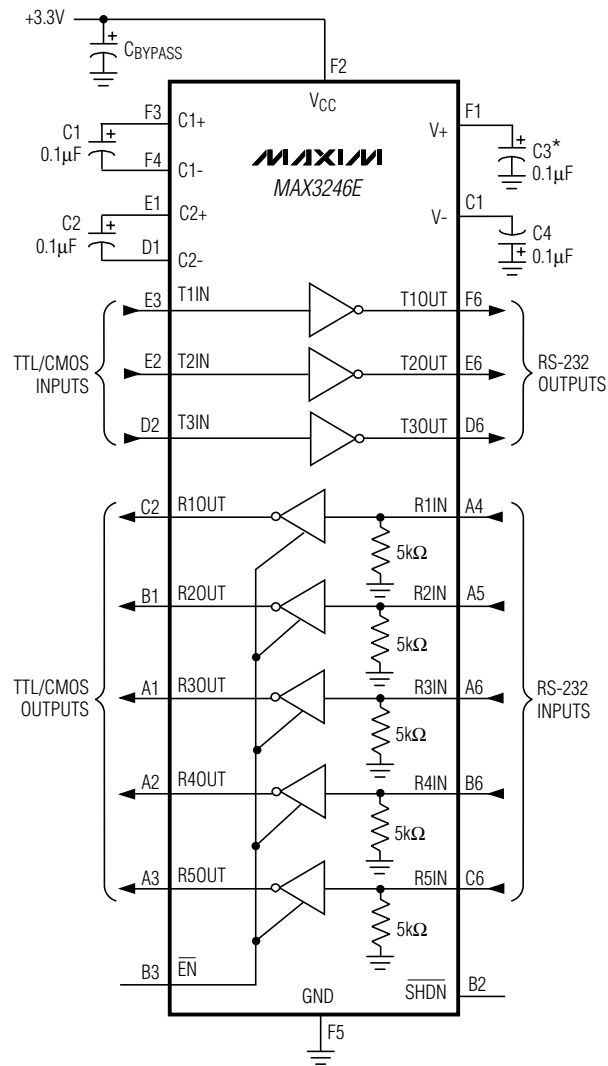 +3.3V
CBYPASS
F2
VCC
F3
C1+
F1
V+
C1
0.1µF
C3*
0.1µF
F4
C1-
MAXIM
MAX3246E
E1
C2+
C1
V-
C2
0.1µF
C4
0.1µF
D1
C2-
E3 T1IN T1OUT F6
TTL/CMOS
INPUTS
E2 T2IN T2OUT E6
RS-232
OUTPUTS
D2 T3IN T3OUT D6
C2 R1OUT R1IN A4
5kΩ
B1 R2OUT R2IN A5
5kΩ
TTL/CMOS
OUTPUTS
A1 R3OUT R3IN A6
RS-232
INPUTS
5kΩ
A2 R4OUT R4IN B6
5kΩ
A3 R5OUT R5IN C6
5kΩ
B3 EN
GND
SHDN B2
F5